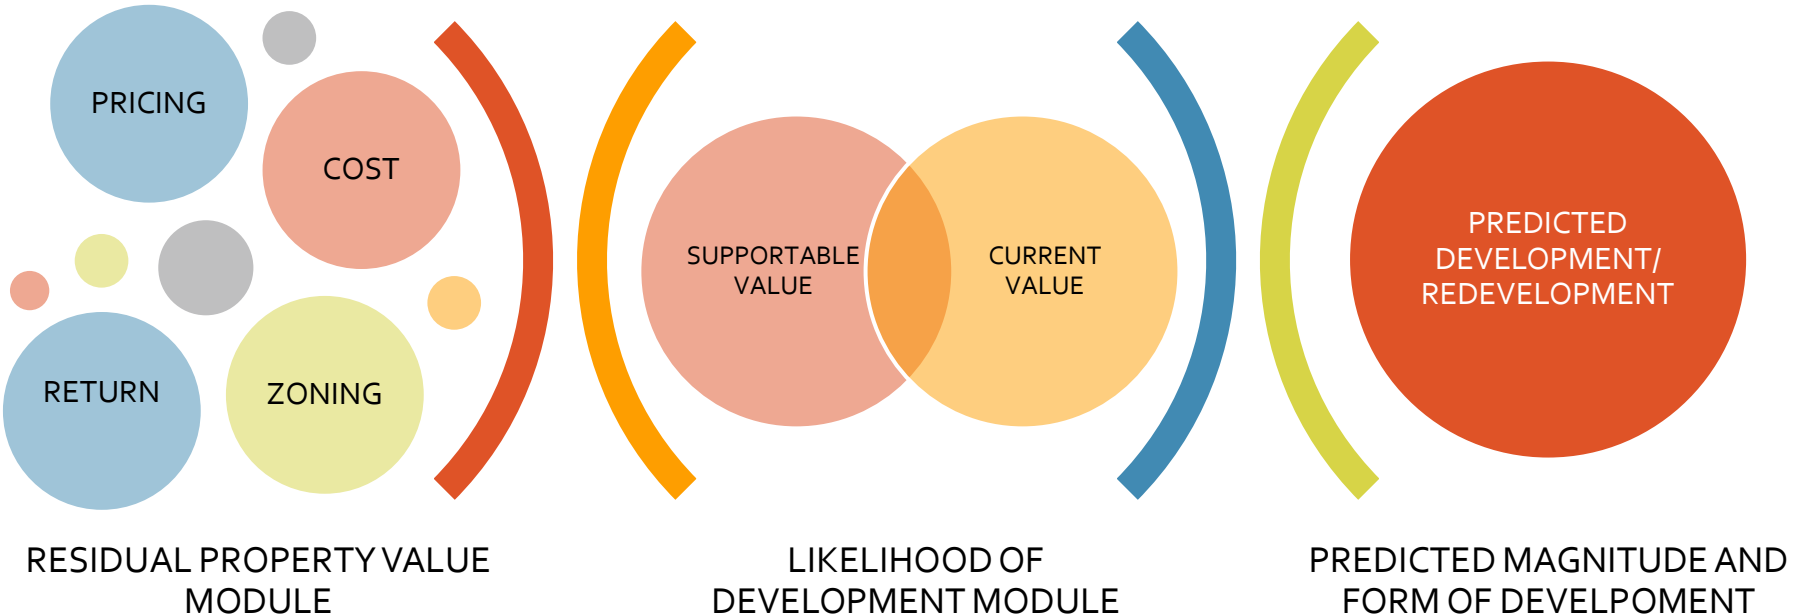 PRICING
COST
RETURN
ZONING
RESIDUAL PROPERTY VALUE
MODULE
SUPPORTABLE
VALUE
CURRENT
VALUE
LIKELIHOOD OF
DEVELOPMENT MODULE
PREDICTED
DEVELOPMENT/
REDEVELOPMENT
PREDICTED MAGNITUDE AND
FORM OF DEVELPOMENT